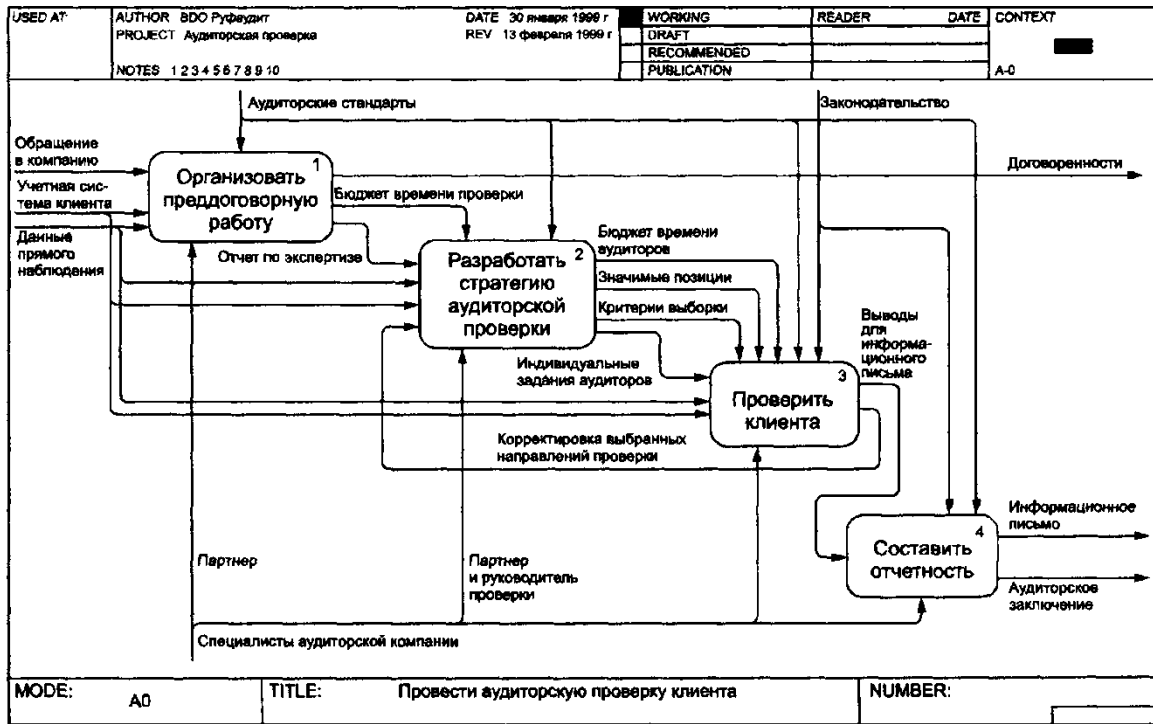 USED AT:
AUTHOR BDO Руфаудит
DATE 30 января 1999 г
PROJECT Аудиторская проверка
REV 13 февраля 1999 г
NOTES 1 2 3 4 5 6 7 8 9 10
WORKING
DRAFT
RECOMMENDED
PUBLICATION
READER DATE
CONTEXT
A-0
Аудиторские стандарты
Законодательство
Обращение
в компанию
Учетная сис-
тема клиента
Данные
прямого
наблюдения
1
Организовать
преддоговорную
работу
Договоренности
Бюджет времени проверки
Отчет по экспертизе
2
Разработать
стратегию
аудиторской
проверки
Бюджет времени
аудиторов
Значимые позиции
Критерии выборки
Индивидуальные
задания аудиторов
Выводы
для
информа-
ционного
письма
3
Проверить
клиента
Корректировка выбранных
направлений проверки
4
Составить
отчетность
Информационное
письмо
Аудиторское
заключение
Партнер
Партнер
и руководитель
проверки
Специалисты аудиторской компании
MODE: A0
TITLE: Провести аудиторскую проверку клиента
NUMBER: